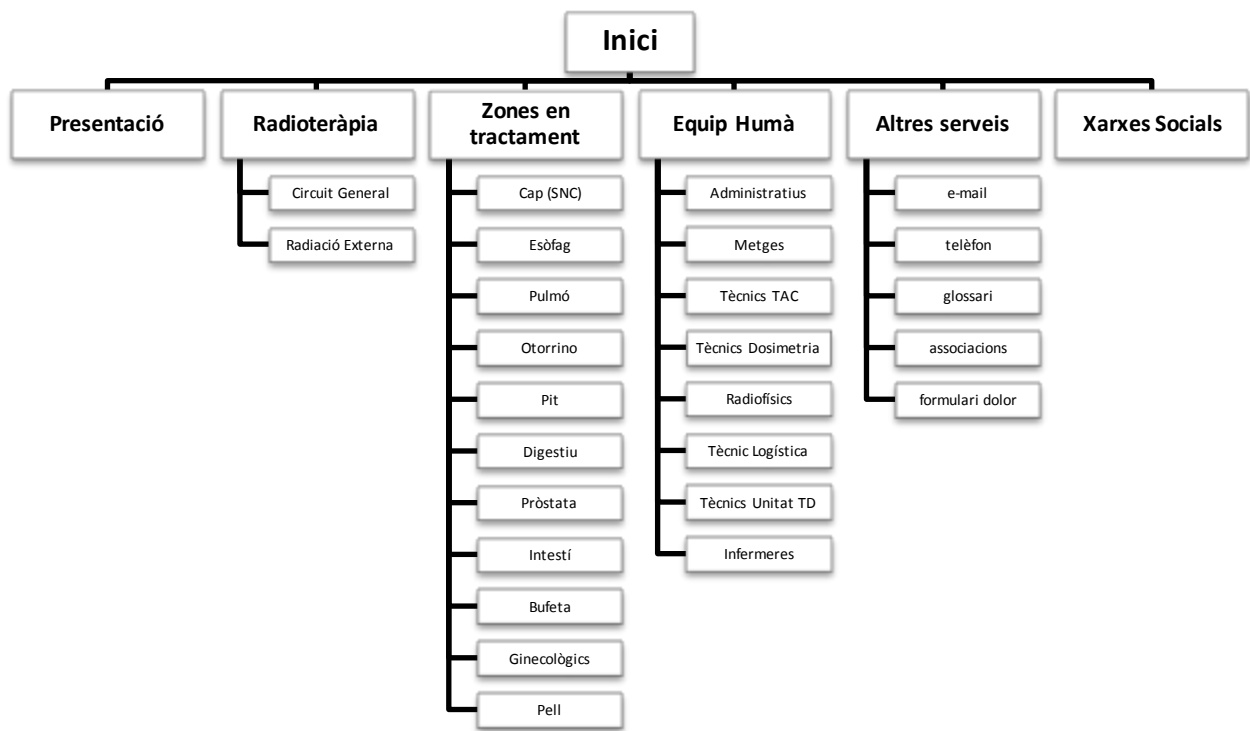 Inici
Presentació
Radioteràpia
Zones en
tractament
Equip Humà
Altres serveis
Xarxes Socials
Circuit General
Radiació Externa
Cap (SNC)
Esòfag
Pulmó
Otorrino
Pit
Digestiu
Pròstata
Intestí
Bufeta
Ginecològics
Pell
Administratius
Metges
Tècnics TAC
Tècnics Dosimetria
Radiofísics
Tècnic Logística
Tècnics Unitat TD
Infermeres
e-mail
telèfon
glossari
associacions
formulari dolor